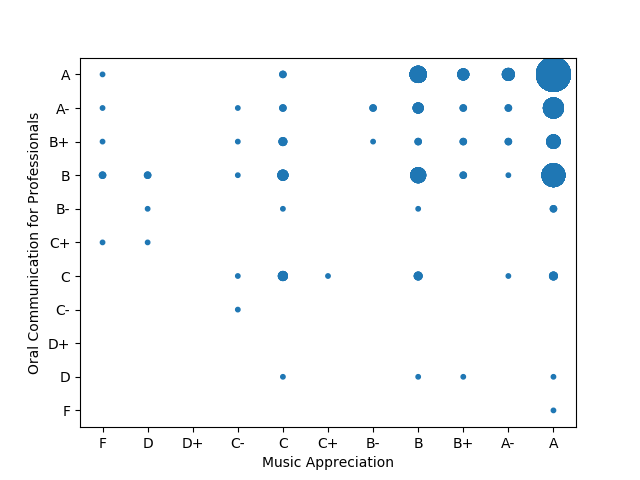 Oral Communication for Professionals
A
A-
B+
B
B-
C+
C
C-
D+
D
F
F D D+ C- C C+ B- B B+ A- A
Music Appreciation